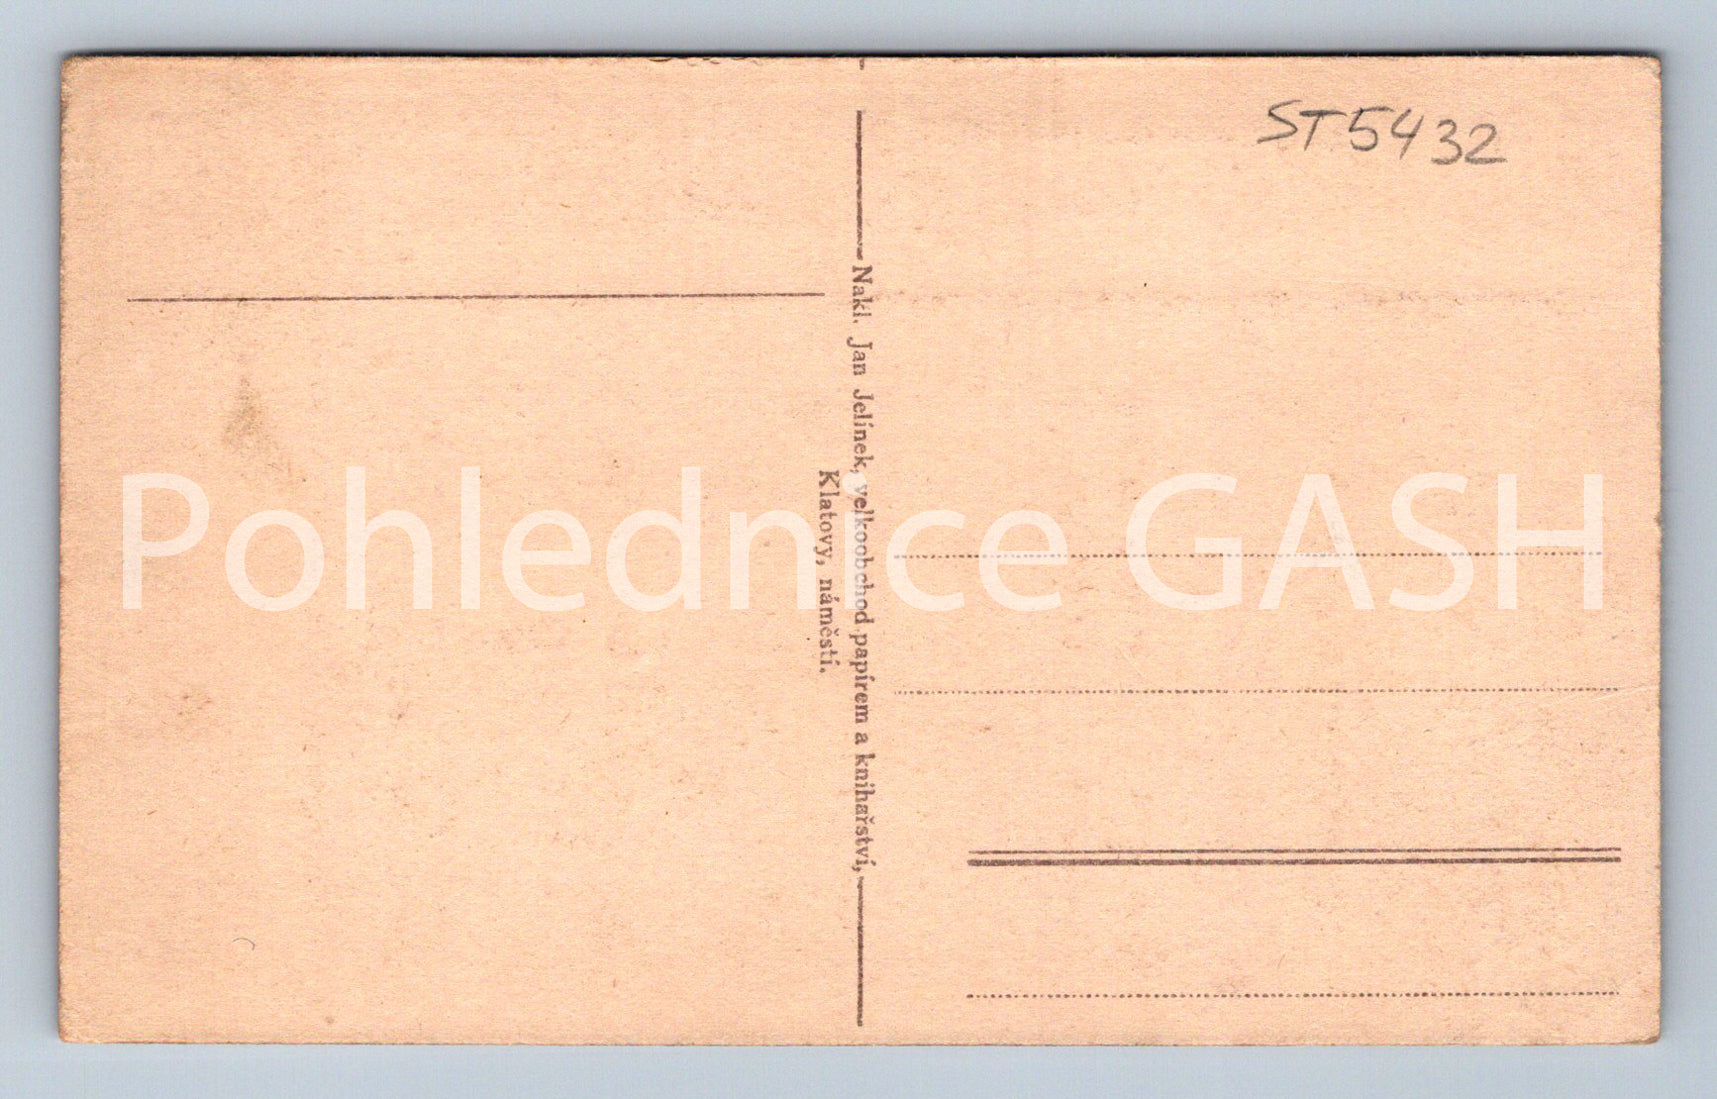 ST5432
Nakl. Jan Jelínek, velkoobchod papírem a knihařství,
Klatovy, náměstí.
Pohlednice GASH